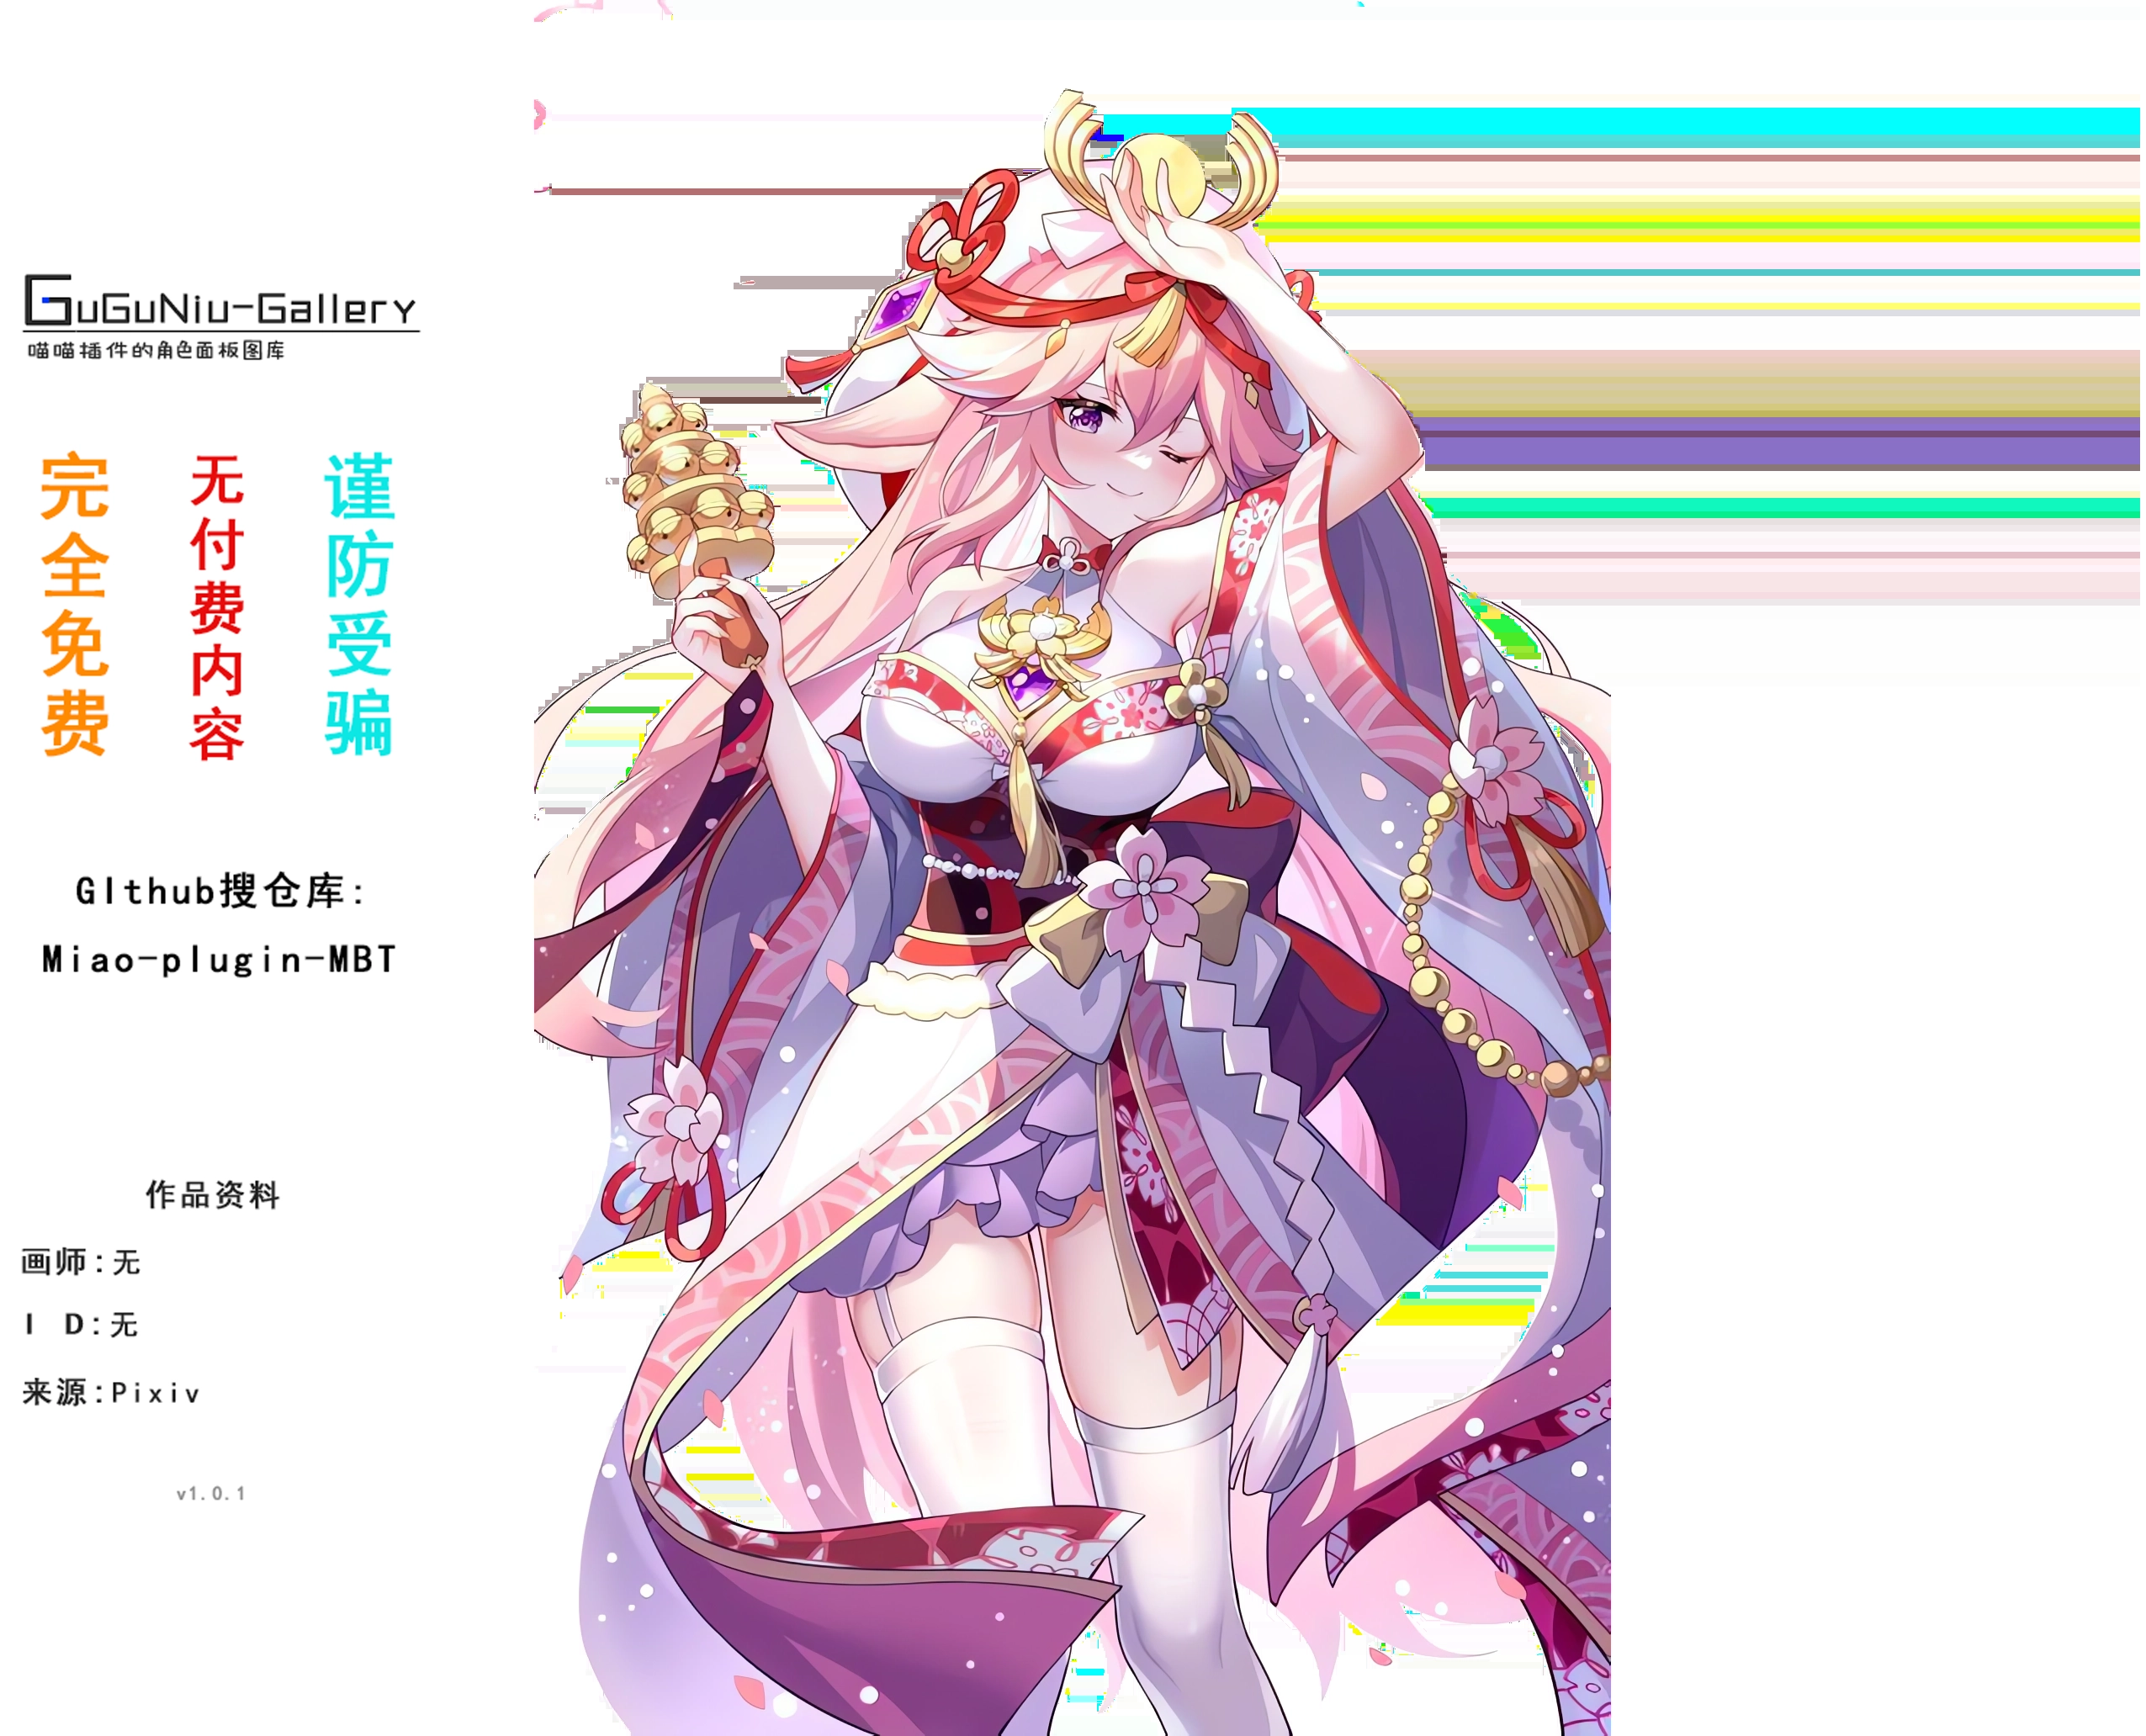 GuGuNiu-Gallery
喵喵插件的角色面板图库
完全免费
无付费内容
谨防受骗
GIthub搜仓库:
Miao-plugin-MBT
作品资料
画师:无
I D:无
来源:Pixiv
v1.0.1